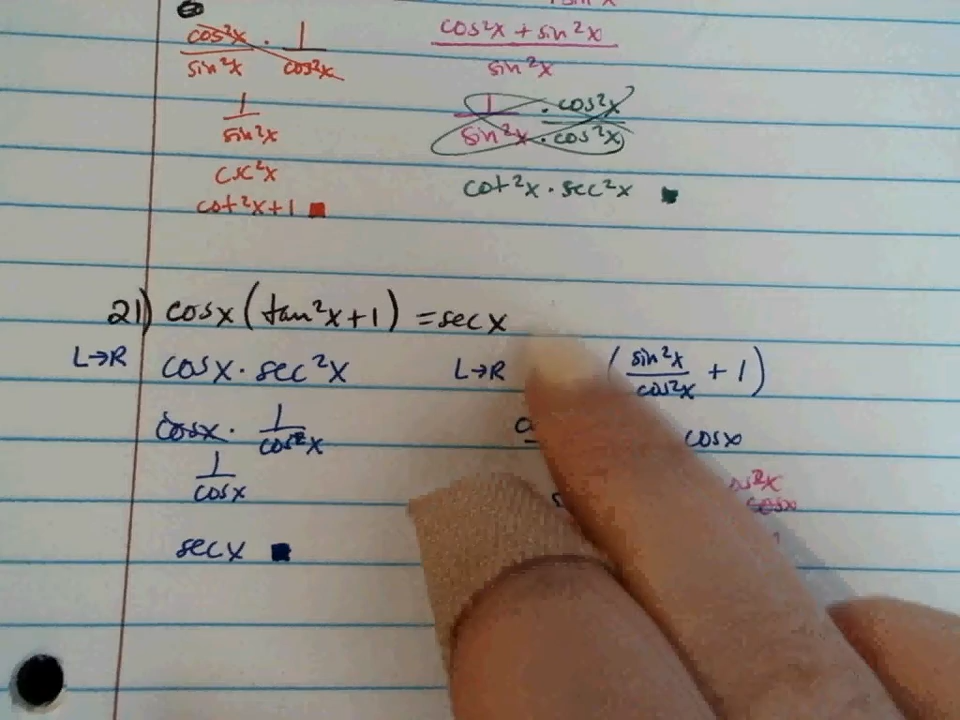 cos²x / sin²x · 1 / cos²x
1 / sin²x
csc²x
cot²x + 1 ■
cos²x + sin²x / sin²x
1 / sin²x · cos²x / cos²x
cot²x · sec²x ■
21) cosx (tan²x + 1) = secx
L→R cosx · sec²x
cosx · 1 / cos²x
1 / cosx
secx ■
L→R (sin²x / cos²x + 1)
cosx